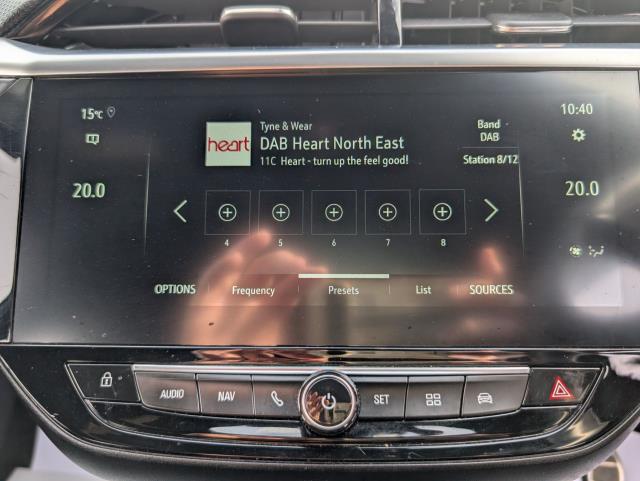 15°C
10:40
Tyne & Wear
heart
DAB Heart North East
11C Heart - turn up the feel good!
Band
DAB
Station 8/12
20.0
20.0
4 5 6 7 8
OPTIONS Frequency Presets List SOURCES
AUDIO NAV SET